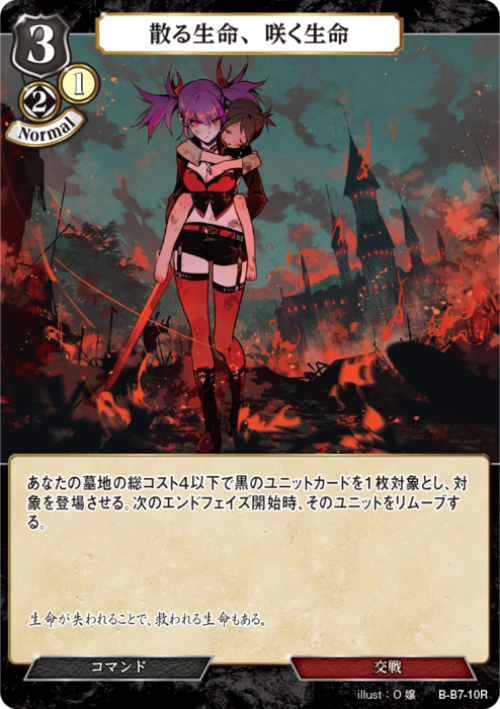 3
散る生命、咲く生命
2
1
Normal
あなたの墓地の総コスト4以下で黒のユニットカードを1枚対象とし、対
象を登場させる。次のエンドフェイズ開始時、そのユニットをリムーブす
る。
生命が失われることで、救われる生命もある。
コマンド
交戦
illust：O嬢
B-B7-10R